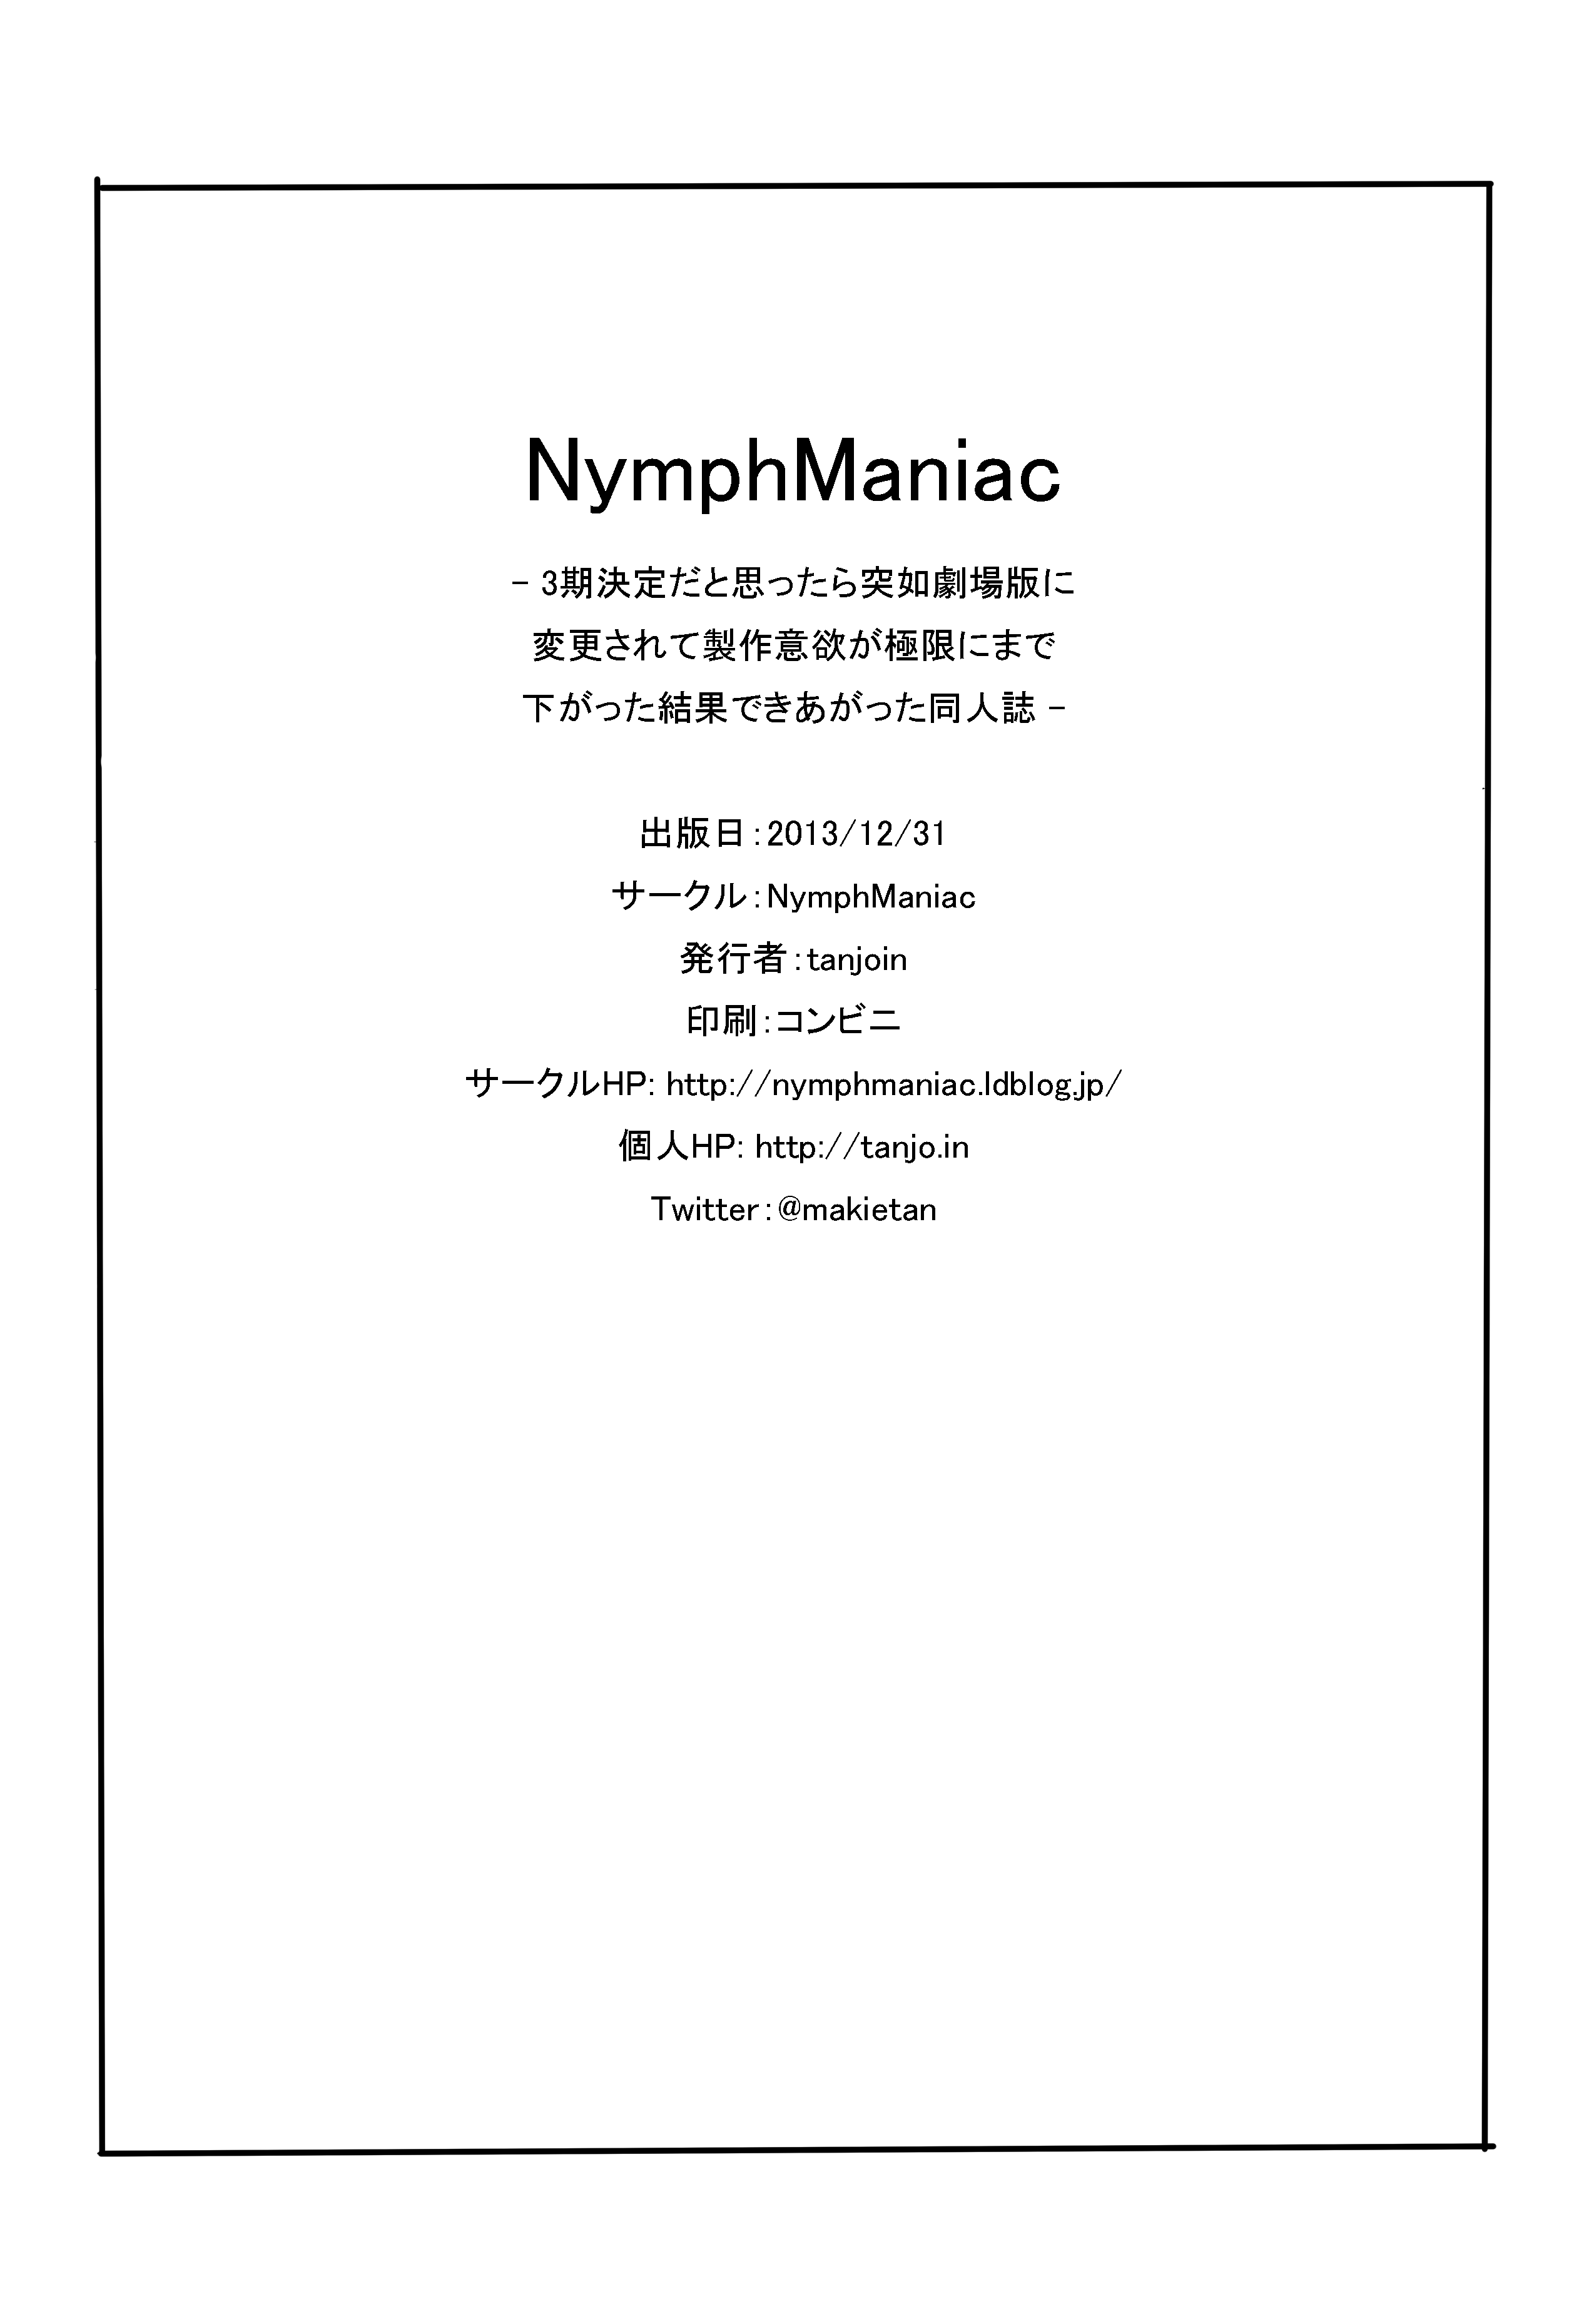 NymphManiac
- 3期決定だと思ったら突如劇場版に
変更されて製作意欲が極限にまで
下がった結果できあがった同人誌 -
出版日：2013/12/31
サークル：NymphManiac
発行者：tanjoin
印刷：コンビニ
サークルHP: http://nymphmaniac.ldblog.jp/
個人HP: http://tanjo.in
Twitter：@makietan